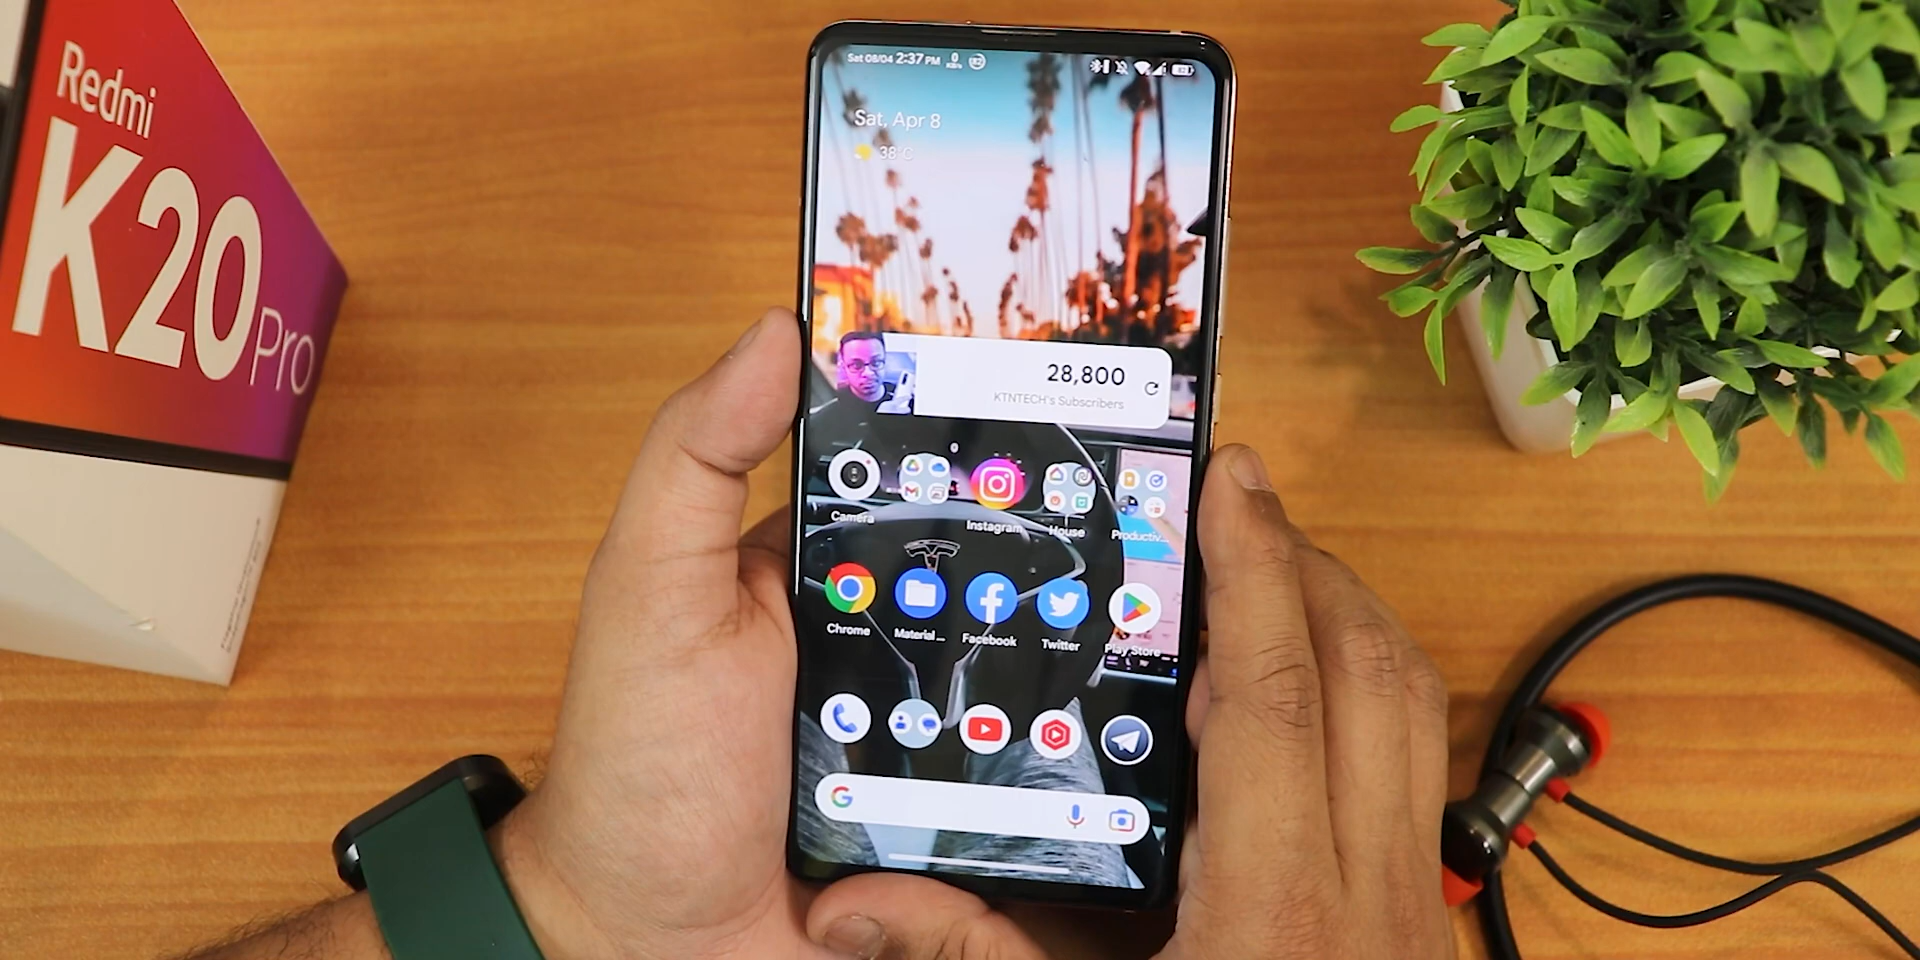 Redmi
K20 Pro
Sat 08/04 2:37 PM 0
Sat, Apr 8
38°C
28,800
KTNTECH's Subscribers
Camera
Instagram
House
Productiv...
Chrome
Material ...
Facebook
Twitter
Play Store
G